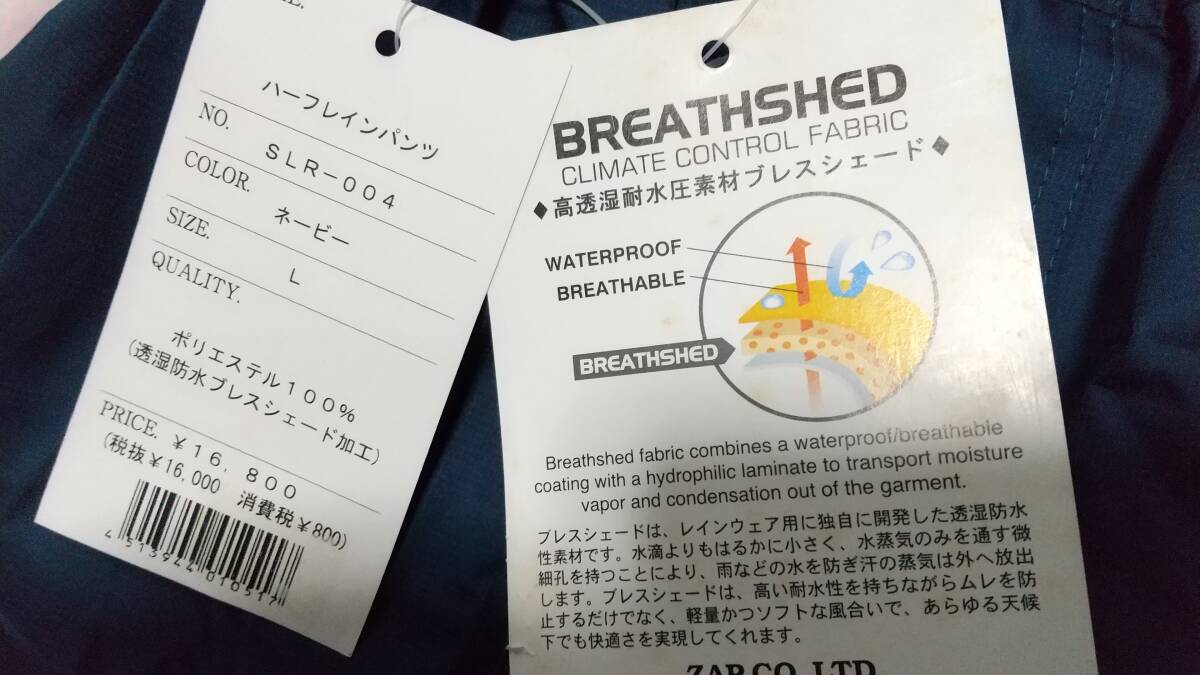 ハーフレインパンツ
NO.
ＳＬＲ－００４
COLOR.
ネービー
SIZE.
Ｌ
QUALITY.
ポリエステル１００％
(透湿防水ブレスシェード加工)
PRICE. ￥１６，８００
(税抜￥16,000 消費税￥800)
4513944010517
BREATHSHED
CLIMATE CONTROL FABRIC
◆高透湿耐水圧素材ブレスシェード◆
WATERPROOF
BREATHABLE
BREATHSHED
Breathshed fabric combines a waterproof/breathable
coating with a hydrophilic laminate to transport moisture
vapor and condensation out of the garment.
ブレスシェードは、レインウェア用に独自に開発した透湿防水
性素材です。水滴よりもはるかに小さく、水蒸気のみを通す微
細孔を持つことにより、雨などの水を防ぎ汗の蒸気は外へ放出
します。ブレスシェードは、高い耐水性を持ちながらムレを防
止するだけでなく、軽量かつソフトな風合いで、あらゆる天候
下でも快適さを実現してくれます。
ZAP CO.,LTD.